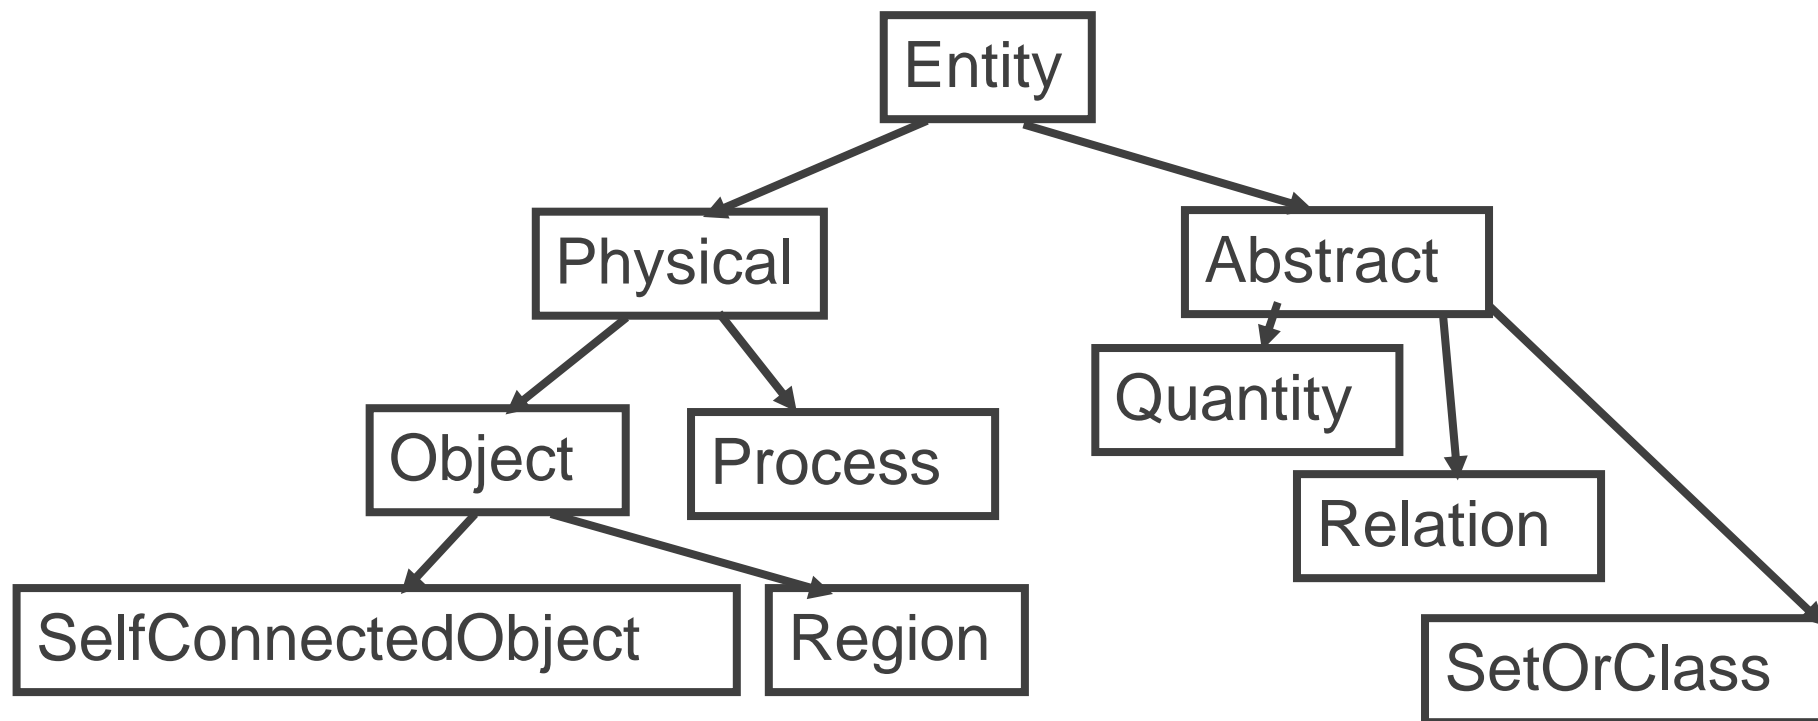 Entity
Physical
Abstract
Quantity
Object
Process
Relation
SelfConnectedObject
Region
SetOrClass